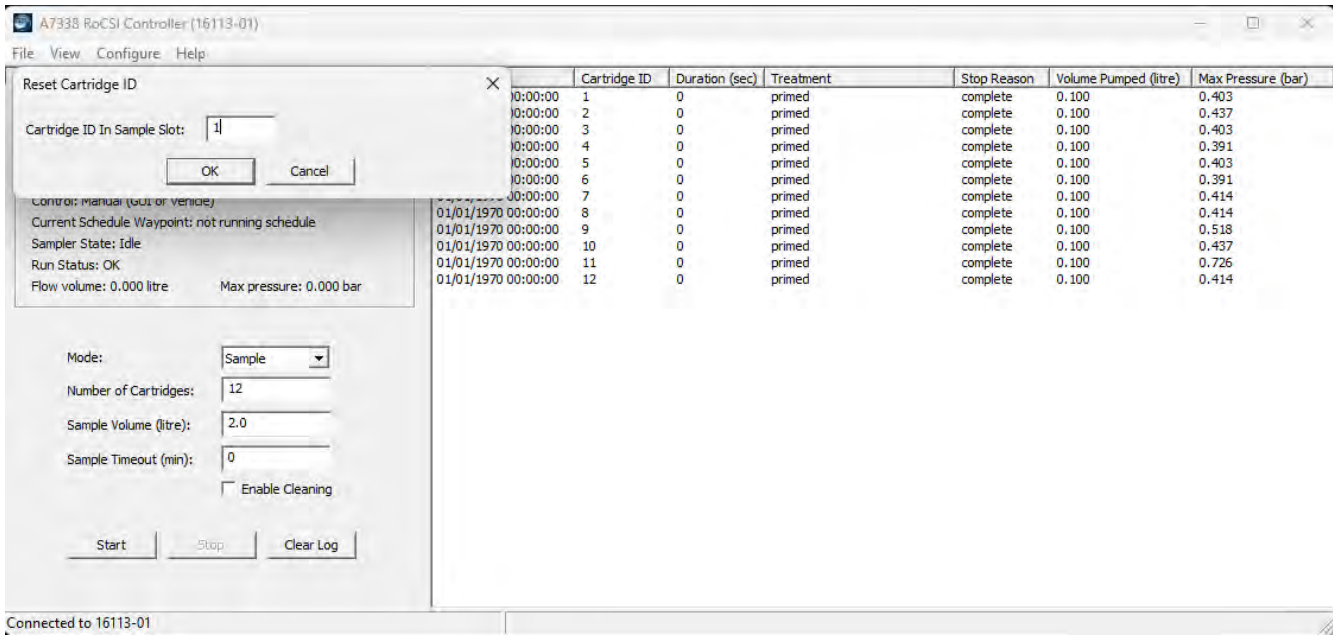 A7338 RoCSI Controller (16113-01)
File View Configure Help
Reset Cartridge ID
Cartridge ID In Sample Slot: 1
OK Cancel
Control: Manual (GUI or vehicle)
Current Schedule Waypoint: not running schedule
Sampler State: Idle
Run Status: OK
Flow volume: 0.000 litre Max pressure: 0.000 bar
Mode: Sample
Number of Cartridges: 12
Sample Volume (litre): 2.0
Sample Timeout (min): 0
Enable Cleaning
Start Stop Clear Log
Cartridge ID Duration (sec) Treatment Stop Reason Volume Pumped (litre) Max Pressure (bar)
00:00:00 1 0 primed complete 0.100 0.403
00:00:00 2 0 primed complete 0.100 0.437
00:00:00 3 0 primed complete 0.100 0.403
00:00:00 4 0 primed complete 0.100 0.391
00:00:00 5 0 primed complete 0.100 0.403
00:00:00 6 0 primed complete 0.100 0.391
01/01/1970 00:00:00 7 0 primed complete 0.100 0.414
01/01/1970 00:00:00 8 0 primed complete 0.100 0.414
01/01/1970 00:00:00 9 0 primed complete 0.100 0.518
01/01/1970 00:00:00 10 0 primed complete 0.100 0.437
01/01/1970 00:00:00 11 0 primed complete 0.100 0.726
01/01/1970 00:00:00 12 0 primed complete 0.100 0.414
Connected to 16113-01